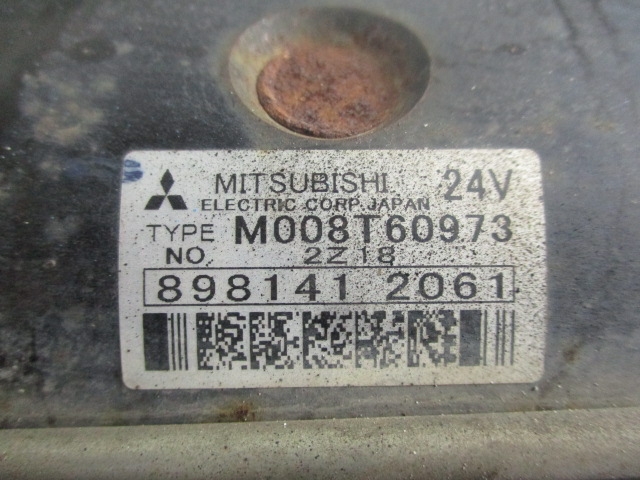 MITSUBISHI 24V
ELECTRIC CORP. JAPAN
TYPE M008T60973
NO. 2Z18
898141 2061